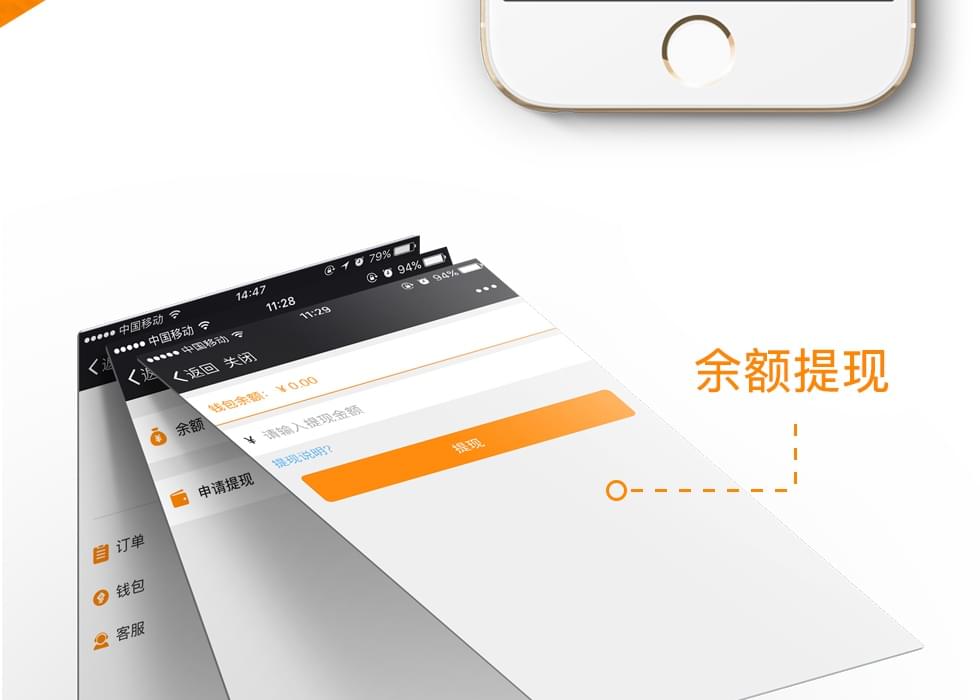 中国移动 14:47 79%
返
中国移动 11:28 94%
返
余额
申请提现
订单
钱包
客服
中国移动 11:29 94%
返回 关闭
钱包余额: ¥ 0.00
¥ 请输入提现金额
提现说明?
提现
余额提现